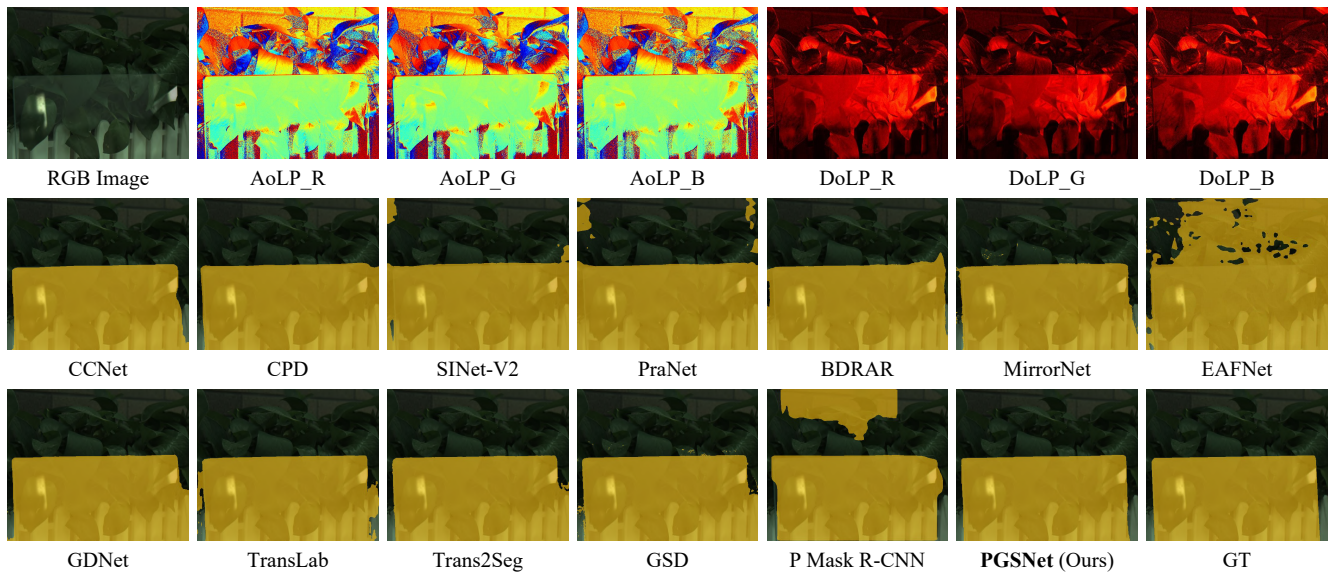 RGB Image AoLP_R AoLP_G AoLP_B DoLP_R DoLP_G DoLP_B
CCNet CPD SINet-V2 PraNet BDRAR MirrorNet EAFNet
GDNet TransLab Trans2Seg GSD P Mask R-CNN PGSNet (Ours) GT